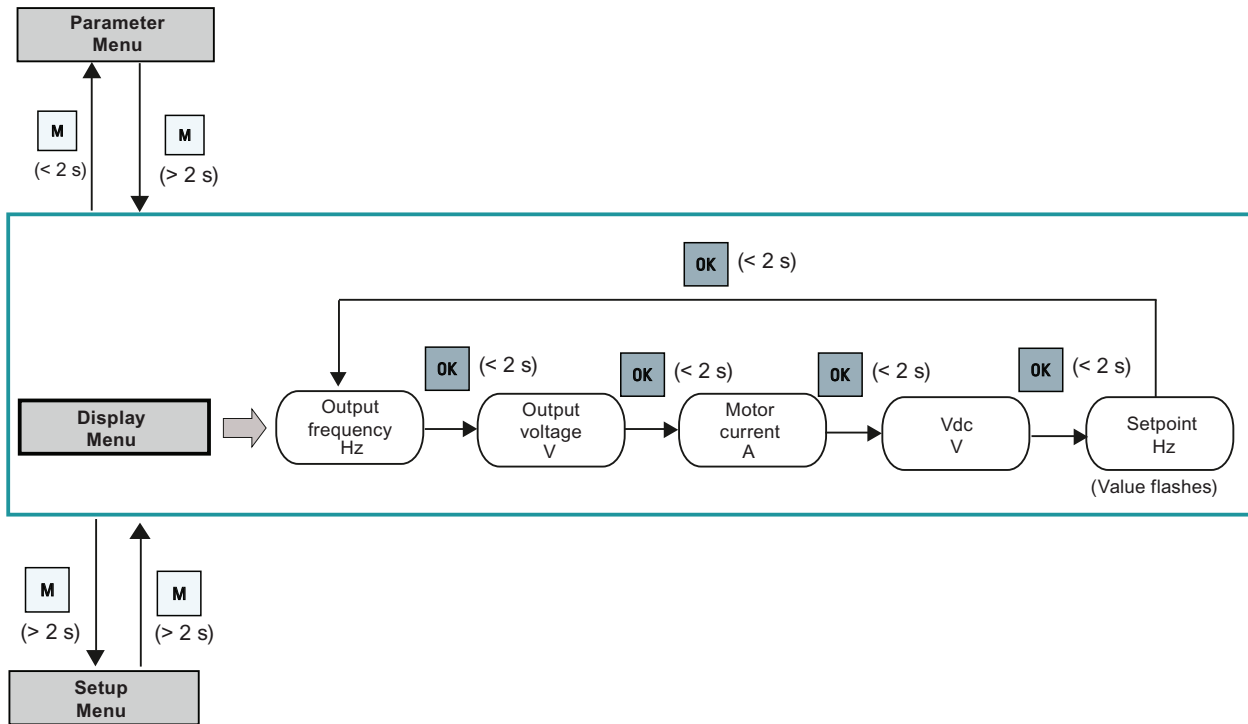 Parameter
Menu
M
(< 2 s)
M
(> 2 s)
OK (< 2 s)
OK (< 2 s)
OK (< 2 s)
OK (< 2 s)
OK (< 2 s)
Display
Menu
Output
frequency
Hz
Output
voltage
V
Motor
current
A
Vdc
V
Setpoint
Hz
(Value flashes)
M
(> 2 s)
M
(> 2 s)
Setup
Menu